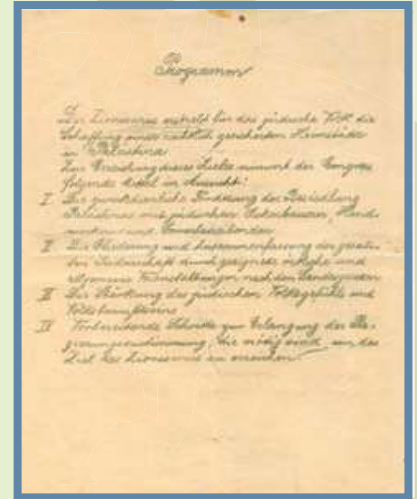 Programm
Der Zionismus erstrebt für das jüdische Volk die
Schaffung einer rechtlich gesicherten Heimstätte
in Palästina.
Zur Erreichung dieses Zieles nimmt der Congress
folgende Mittel in Aussicht:
I Die zweckdienliche Förderung der Besiedlung
Palästinas mit jüdischen Ackerbauern, Hand-
werkern und Gewerbetreibenden
II Die Gliederung und Zusammenfassung der gesam-
ten Judenschaft durch geeignete örtliche und
allgemeine Veranstaltungen nach den Landesgesetzen
III Die Stärkung des jüdischen Volksgefühls und
Volksbewusstseins
IV Vorbereitende Schritte zur Erlangung der Re-
gierungszustimmung, die nötig sind, um das
Ziel des Zionismus zu erreichen